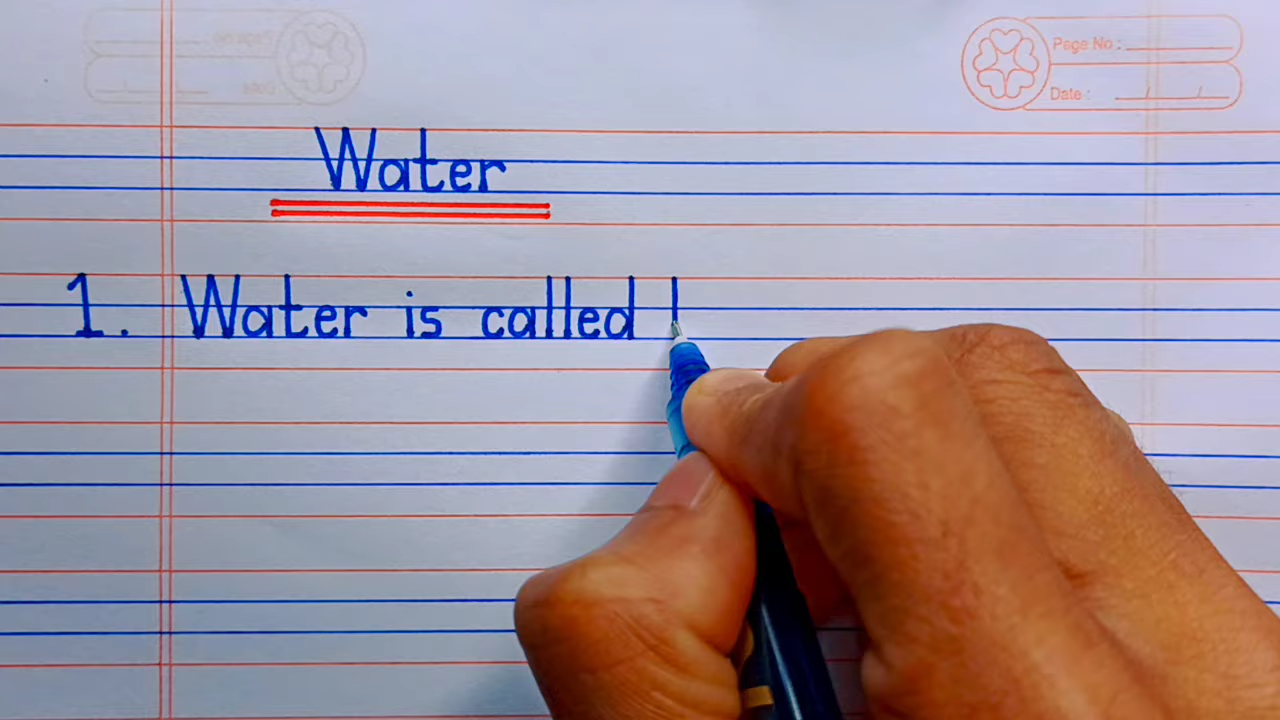 Page No :
Date :
Water
1. Water is called